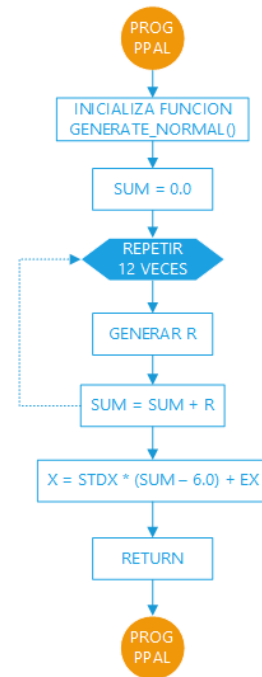 PROG
PPAL
INICIALIZA FUNCION
GENERATE_NORMAL()
SUM = 0.0
REPETIR
12 VECES
GENERAR R
SUM = SUM + R
X = STDX * (SUM – 6.0) + EX
RETURN
PROG
PPAL